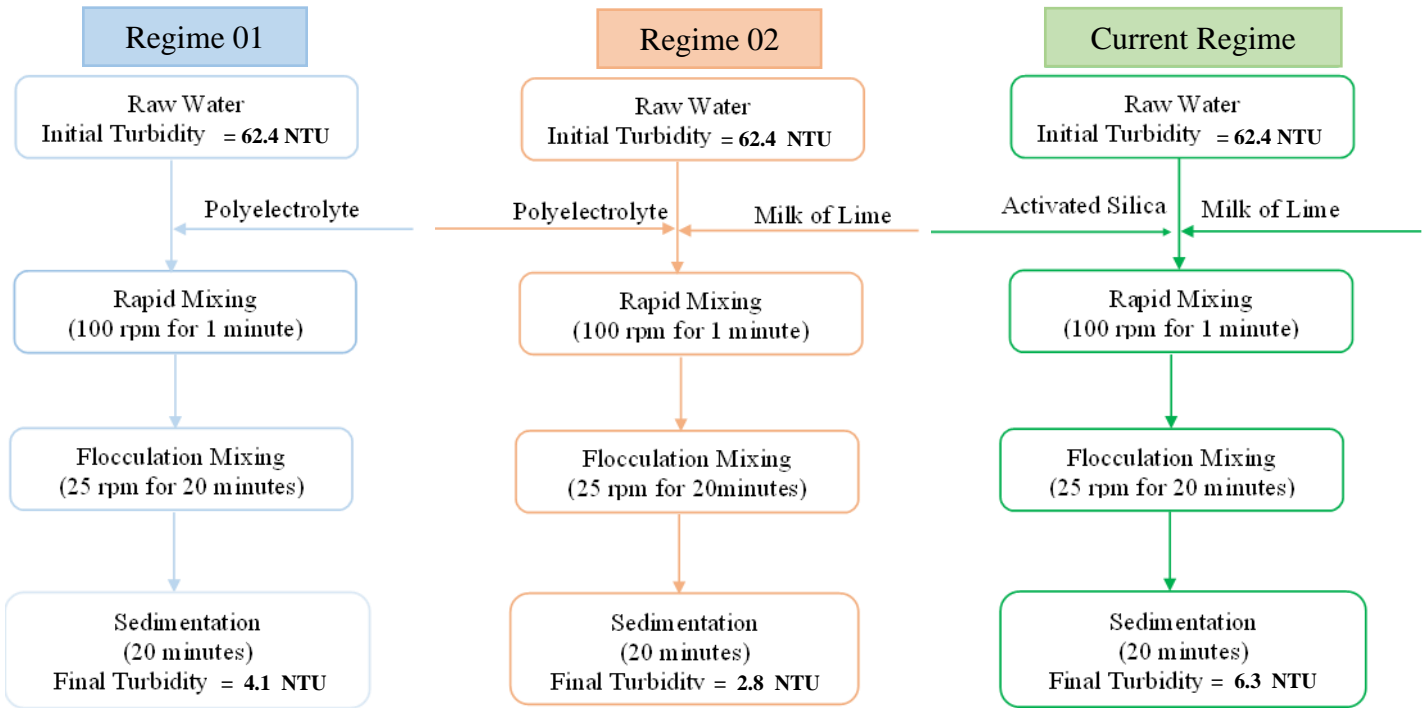 Regime 01
Raw Water
Initial Turbidity = 62.4 NTU
Polyelectrolyte
Rapid Mixing
(100 rpm for 1 minute)
Flocculation Mixing
(25 rpm for 20 minutes)
Sedimentation
(20 minutes)
Final Turbidity = 4.1 NTU
Regime 02
Raw Water
Initial Turbidity = 62.4 NTU
Polyelectrolyte
Milk of Lime
Rapid Mixing
(100 rpm for 1 minute)
Flocculation Mixing
(25 rpm for 20minutes)
Sedimentation
(20 minutes)
Final Turbidity = 2.8 NTU
Current Regime
Raw Water
Initial Turbidity = 62.4 NTU
Activated Silica
Milk of Lime
Rapid Mixing
(100 rpm for 1 minute)
Flocculation Mixing
(25 rpm for 20 minutes)
Sedimentation
(20 minutes)
Final Turbidity = 6.3 NTU